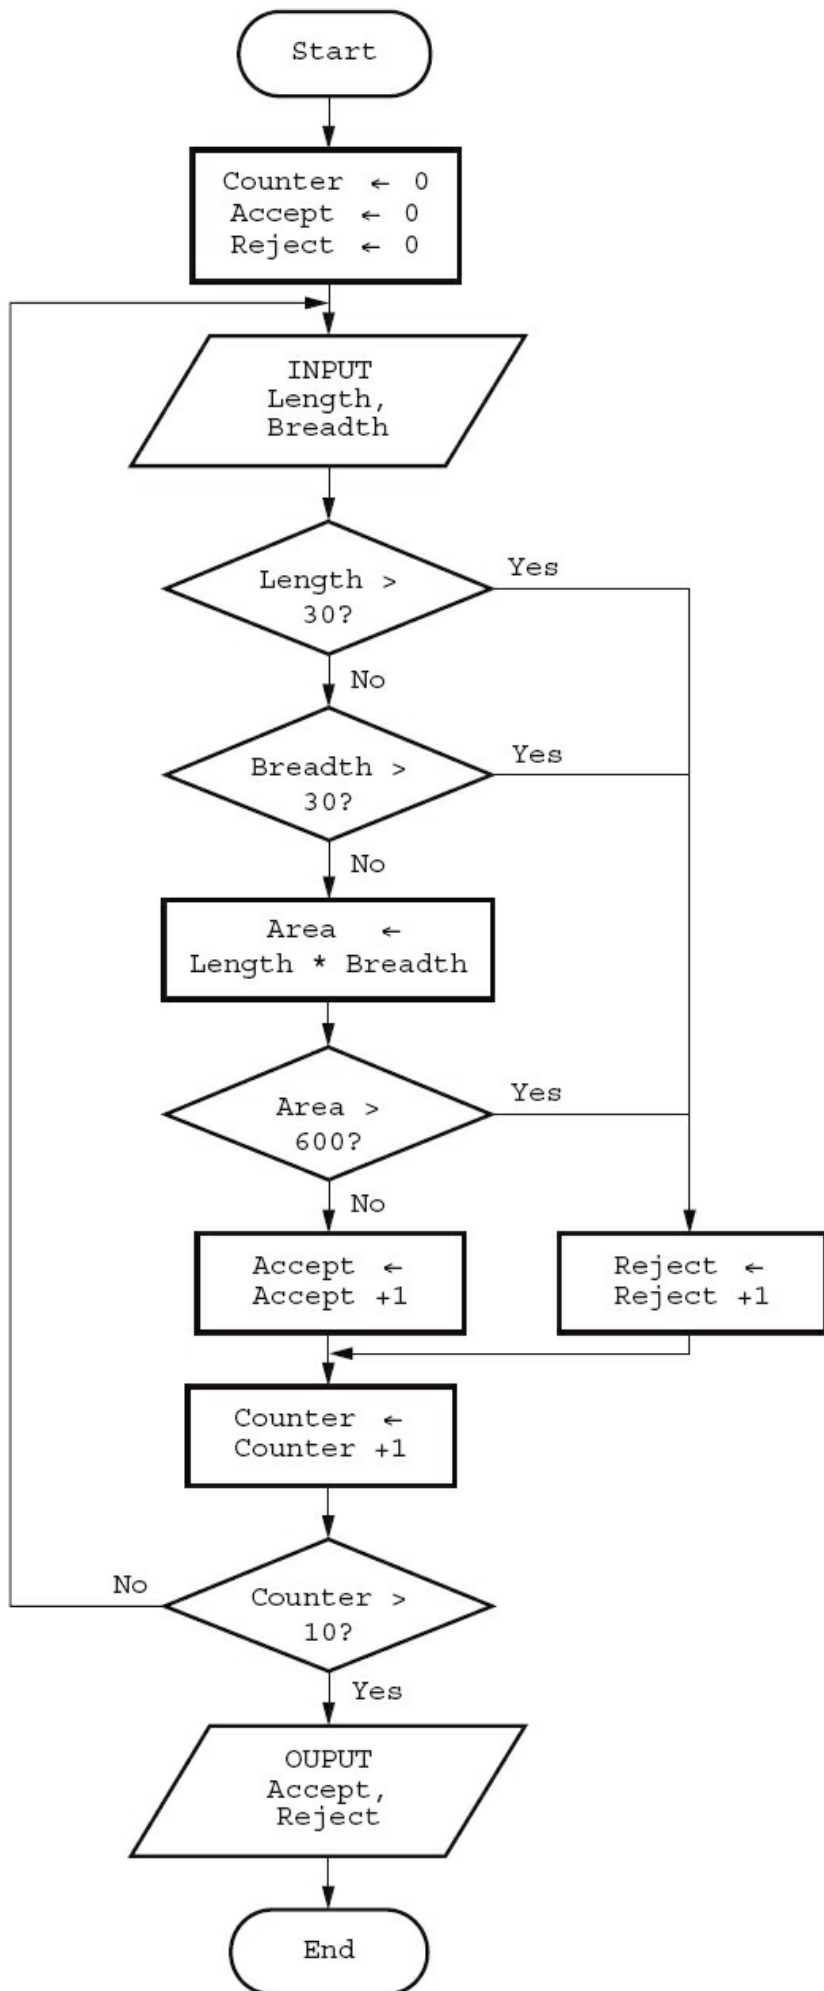 Start
Counter ← 0
Accept ← 0
Reject ← 0
INPUT
Length,
Breadth
Length >
30?
Yes
No
Breadth >
30?
Yes
No
Area ←
Length * Breadth
Area >
600?
Yes
No
Accept ←
Accept +1
Reject ←
Reject +1
Counter ←
Counter +1
Counter >
10?
No
Yes
OUPUT
Accept,
Reject
End